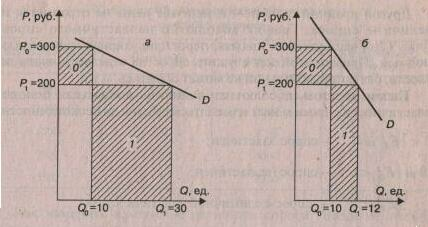 P, руб.
а
P₀=300
0
P₁=200
D
1
Q, ед.
Q₀=10
Q₁=30
P, руб.
б
P₀=300
0
P₁=200
D
1
Q, ед.
Q₀=10
Q₁=12